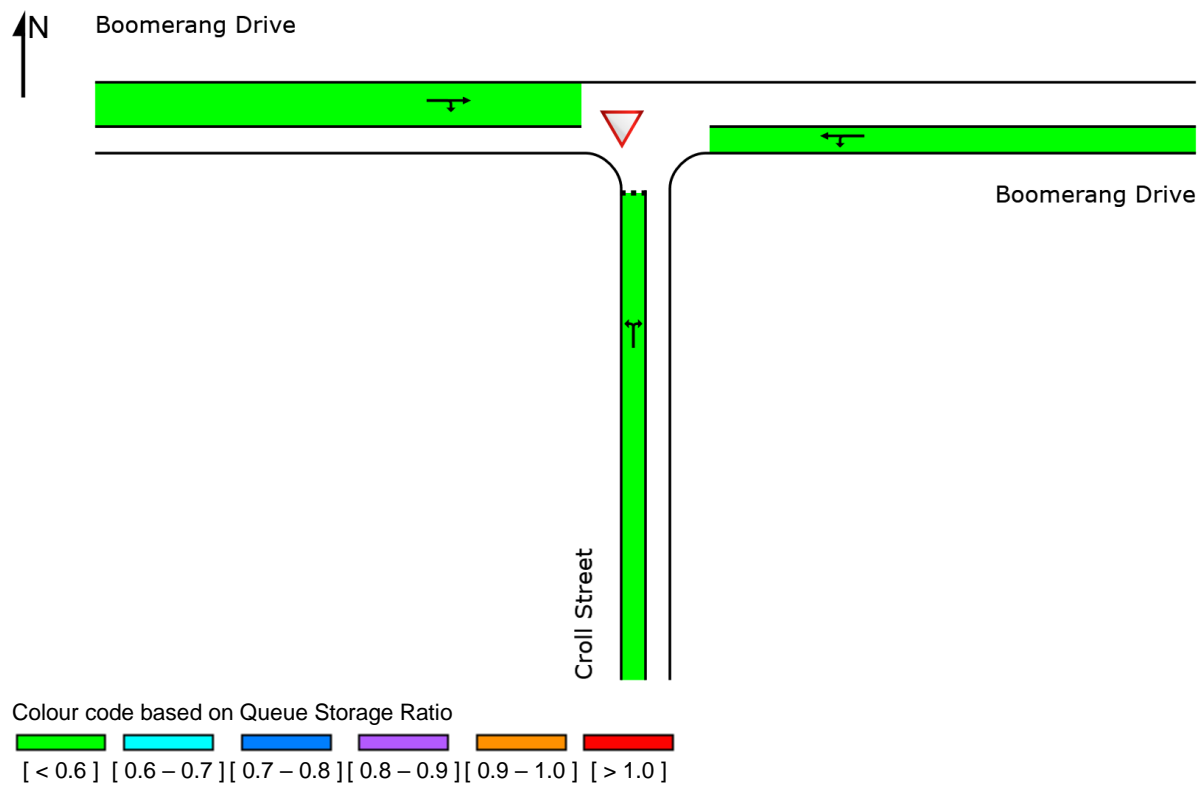 N
Boomerang Drive
Boomerang Drive
Croll Street
Colour code based on Queue Storage Ratio
[ < 0.6 ] [ 0.6 – 0.7 ] [ 0.7 – 0.8 ] [ 0.8 – 0.9 ] [ 0.9 – 1.0 ] [ > 1.0 ]